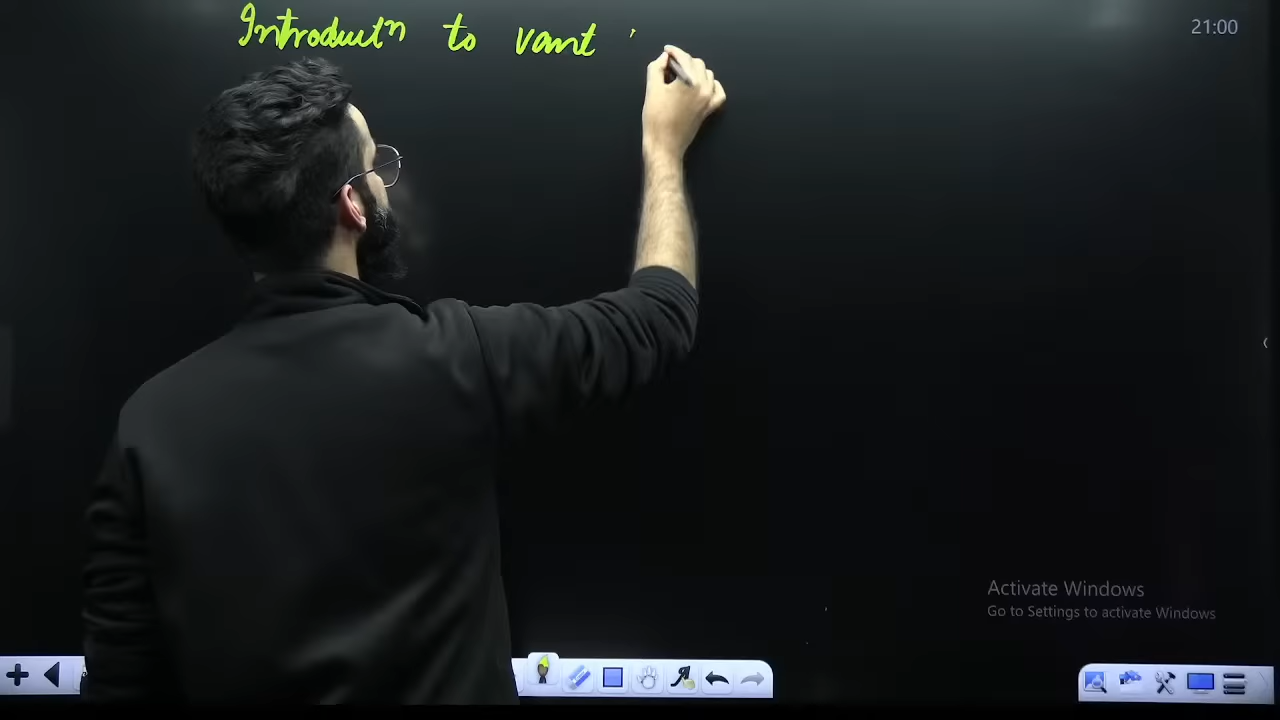 Introductn to vant
21:00
Activate Windows
Go to Settings to activate Windows